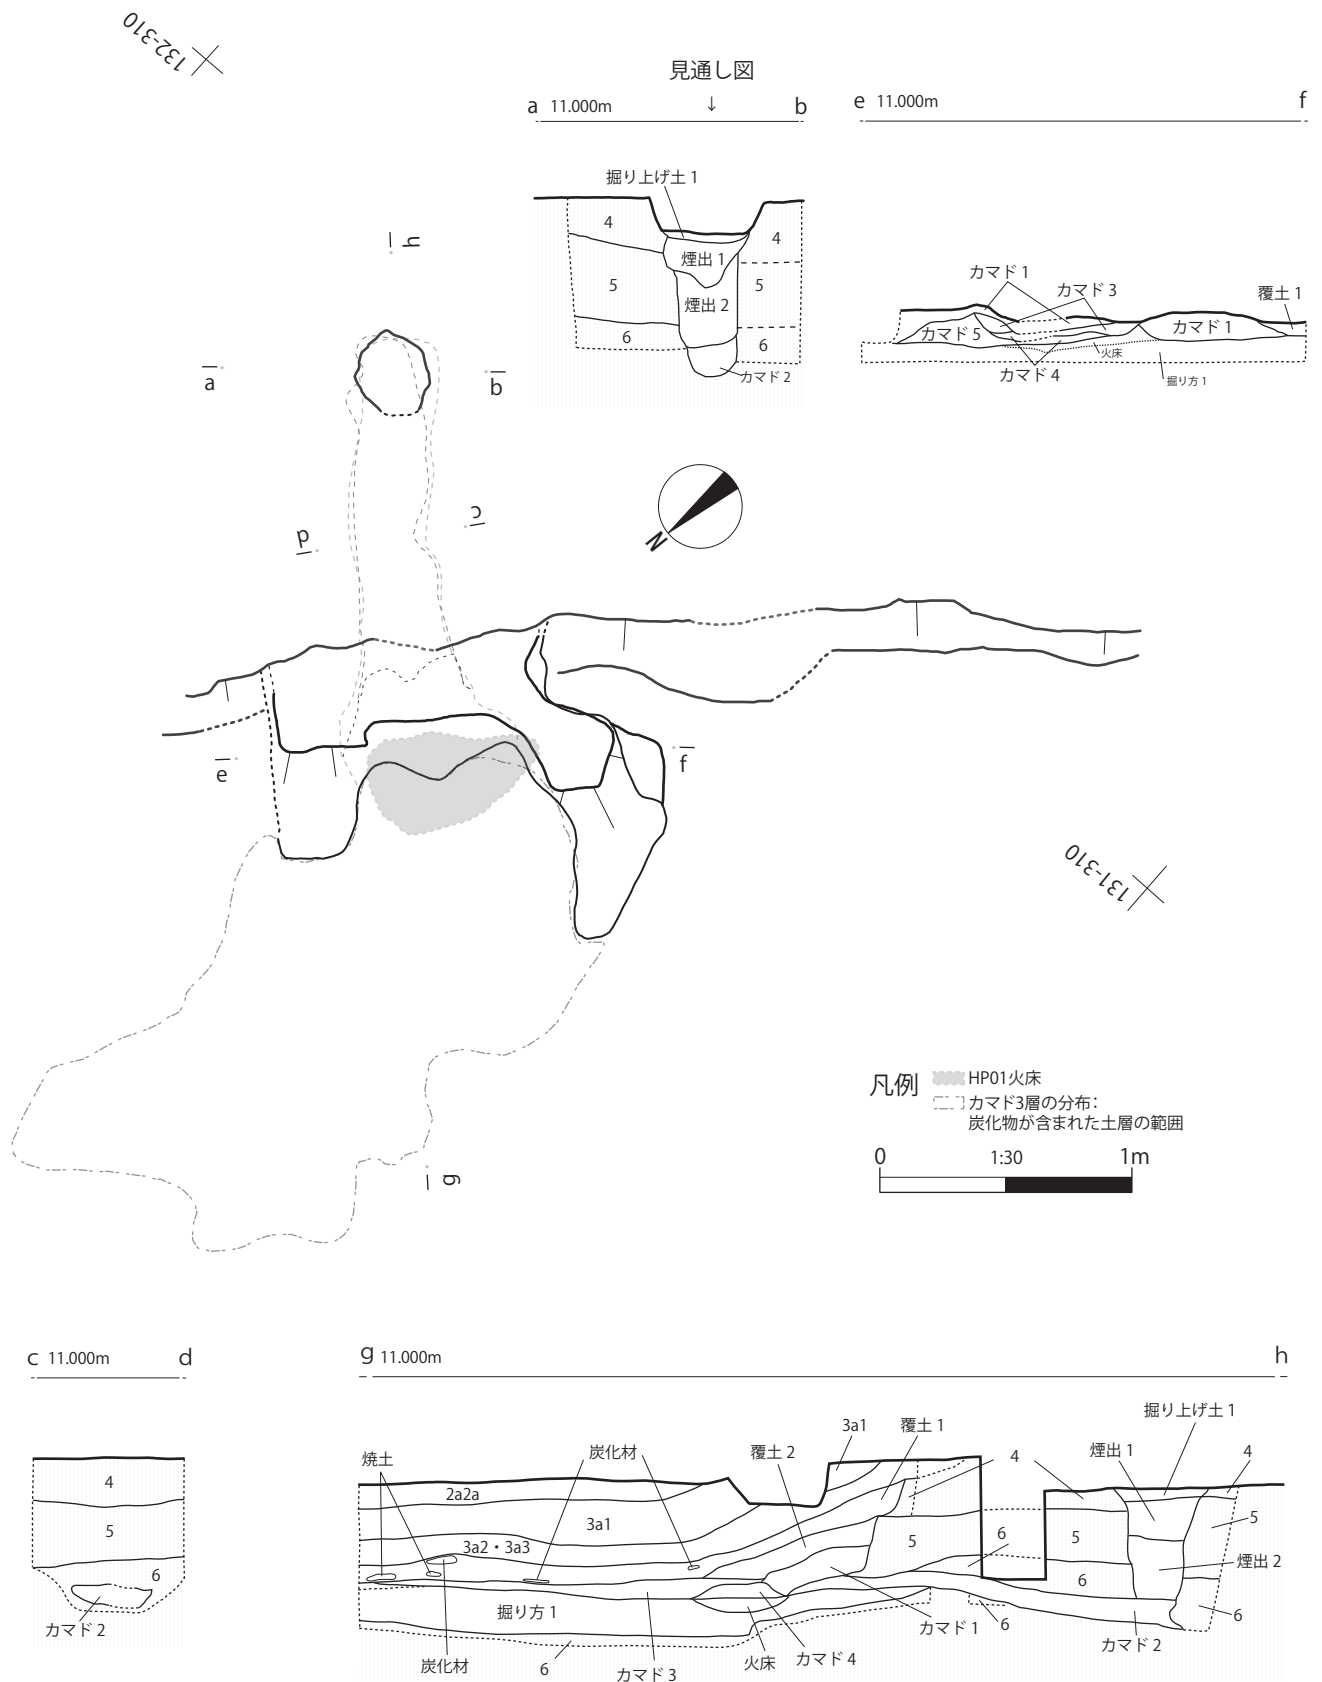 132-310
見通し図
a 11.000m ↓ b
e 11.000m f
掘り上げ土 1
4
煙出 1
4
5
煙出 2
5
6
6
カマド 2
カマド 1
カマド 3
覆土 1
カマド 5
カマド 1
火床
カマド 4
掘り方 1
h
a
b
c
d
N
e
f
131-310
g
凡例
HP01火床
カマド3層の分布：
炭化物が含まれた土層の範囲
0 1:30 1m
c 11.000m d
4
5
6
カマド 2
g 11.000m h
掘り上げ土 1
3a1
覆土 1
焼土
炭化材
覆土 2
4
煙出 1
4
2a2a
3a1
3a2・3a3
5
6
5
5
6
煙出 2
掘り方 1
6
6
炭化材
6
カマド 3
火床
カマド 4
カマド 1
カマド 2